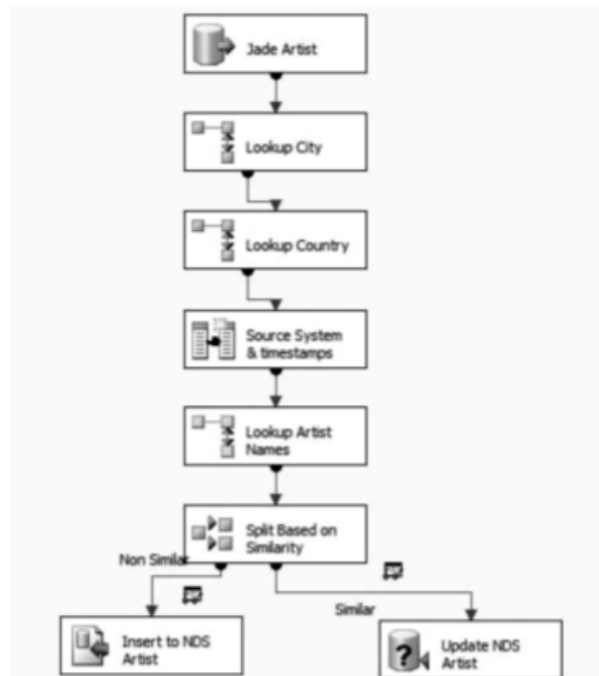 Jade Artist
Lookup City
Lookup Country
Source System
& timestamps
Lookup Artist
Names
Split Based on
Similarity
Non Similar
Similar
Insert to NDS
Artist
Update NDS
Artist